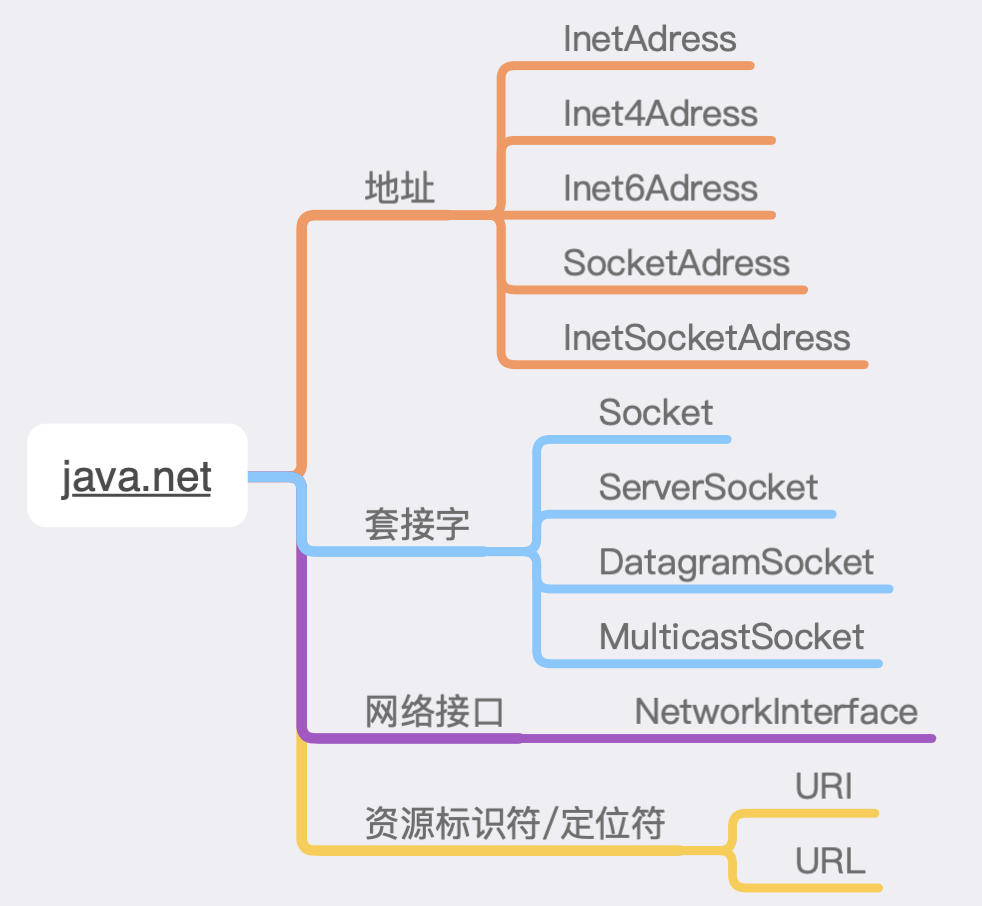 java.net
地址
InetAdress
Inet4Adress
Inet6Adress
SocketAdress
InetSocketAdress
套接字
Socket
ServerSocket
DatagramSocket
MulticastSocket
网络接口
NetworkInterface
资源标识符/定位符
URI
URL